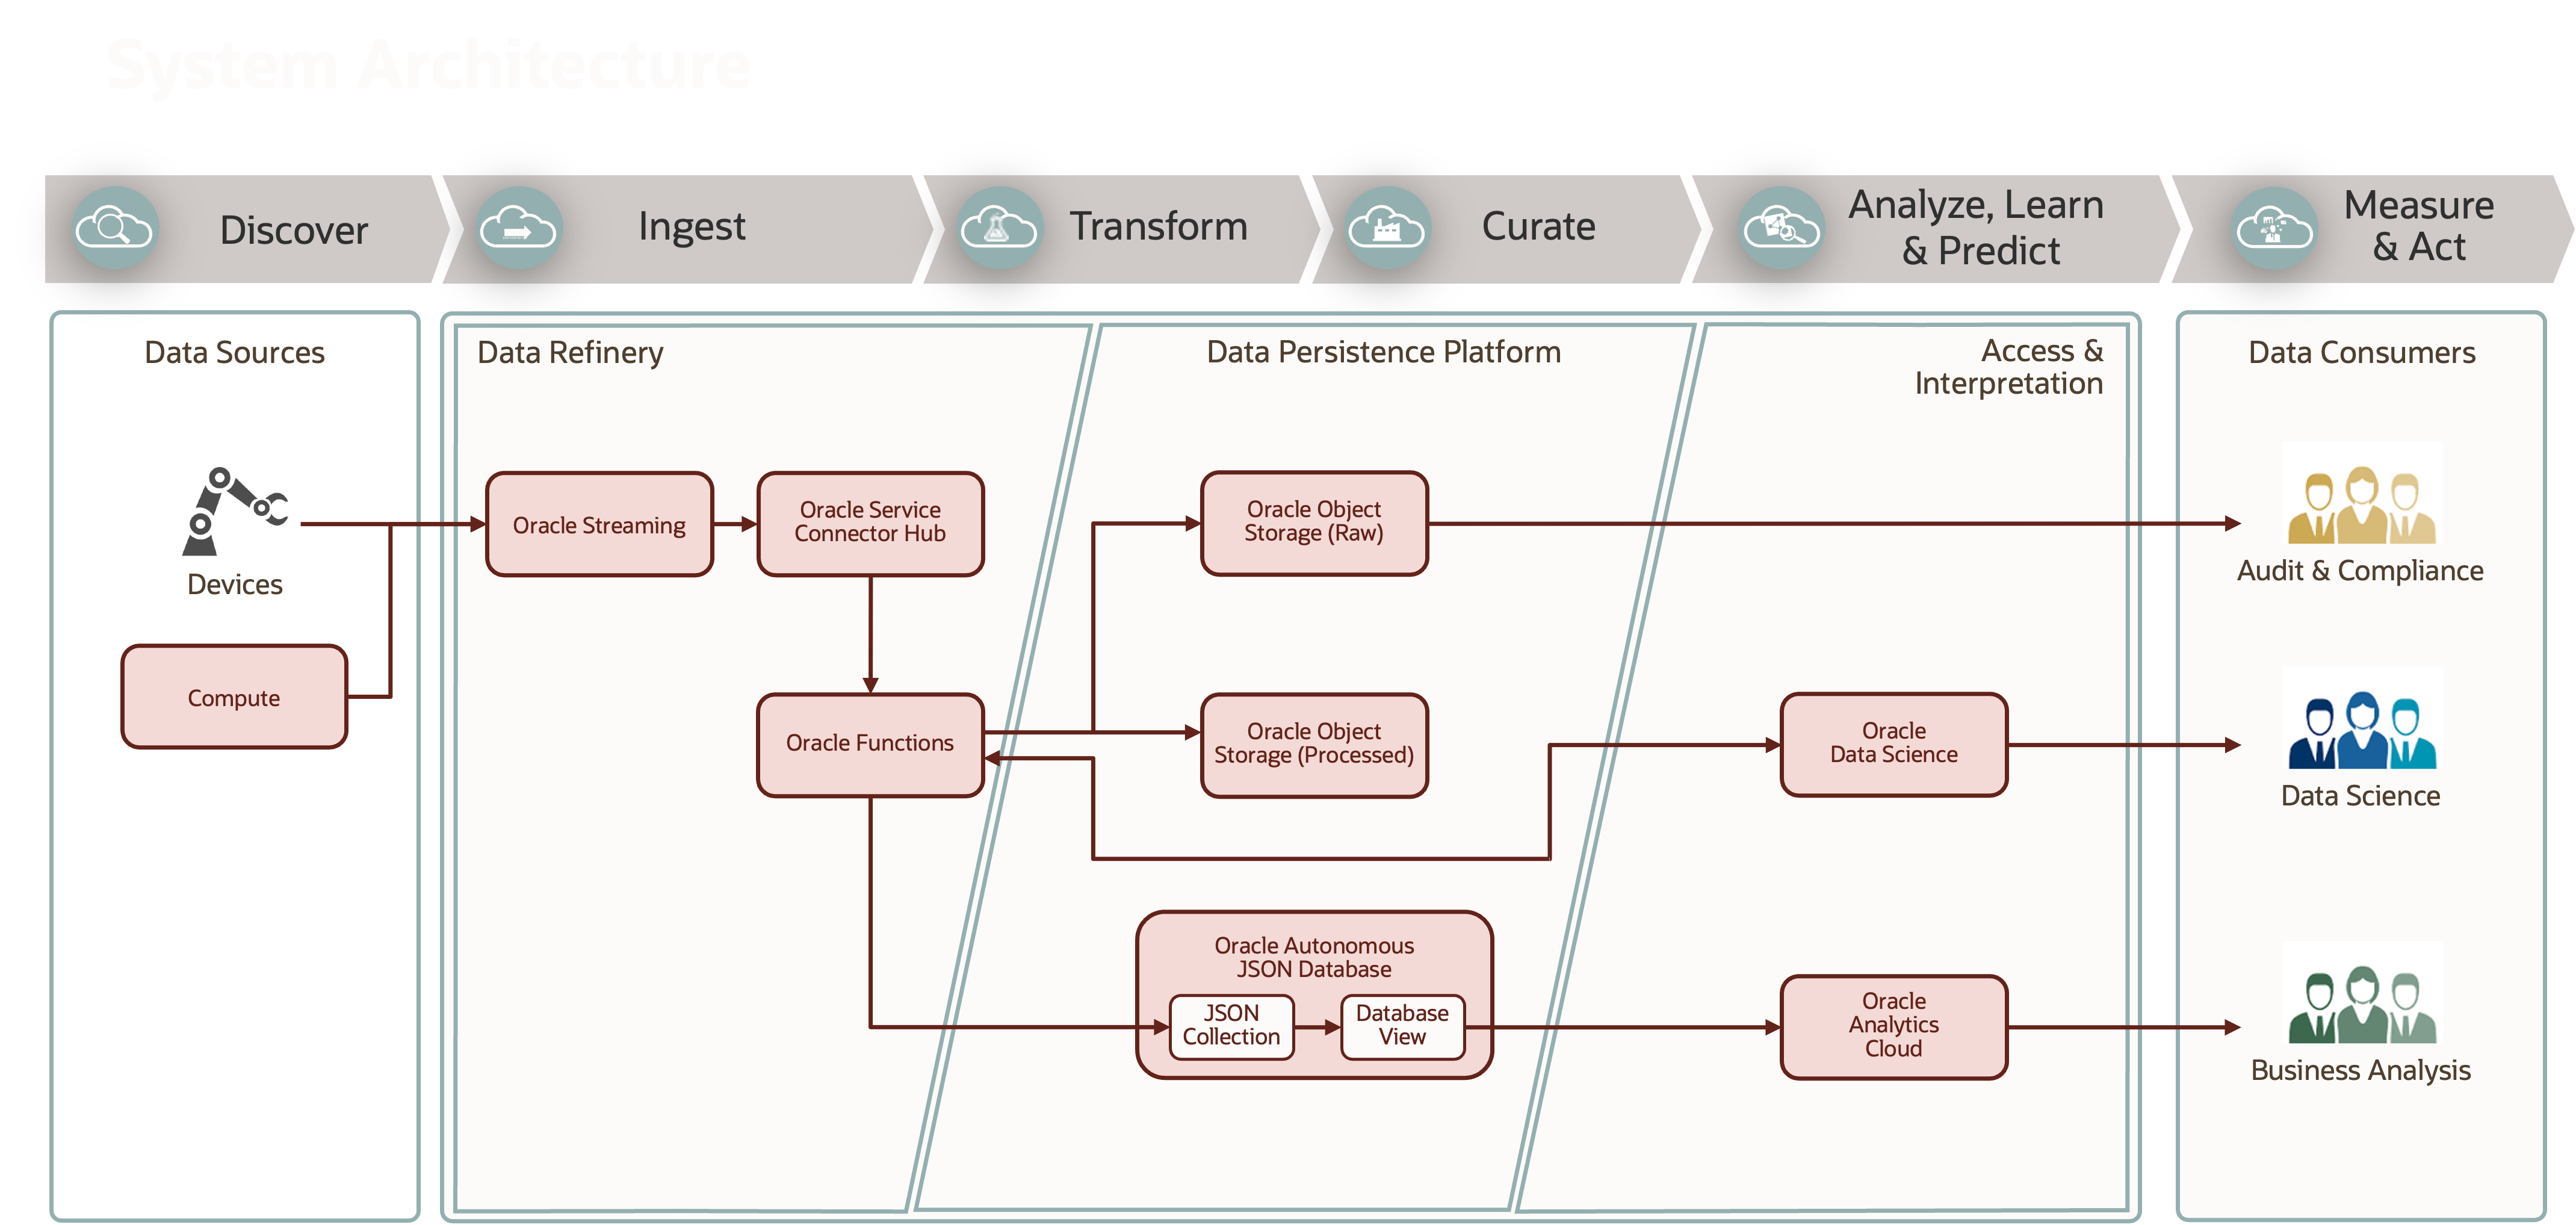 System Architecture
Discover
Ingest
Transform
Curate
Analyze, Learn
& Predict
Measure
& Act
Data Sources
Devices
Compute
Data Refinery
Oracle Streaming
Oracle Service
Connector Hub
Oracle Functions
Data Persistence Platform
Oracle Object
Storage (Raw)
Oracle Object
Storage (Processed)
Oracle Autonomous
JSON Database
JSON
Collection
Database
View
Access &
Interpretation
Oracle
Data Science
Oracle
Analytics
Cloud
Data Consumers
Audit & Compliance
Data Science
Business Analysis